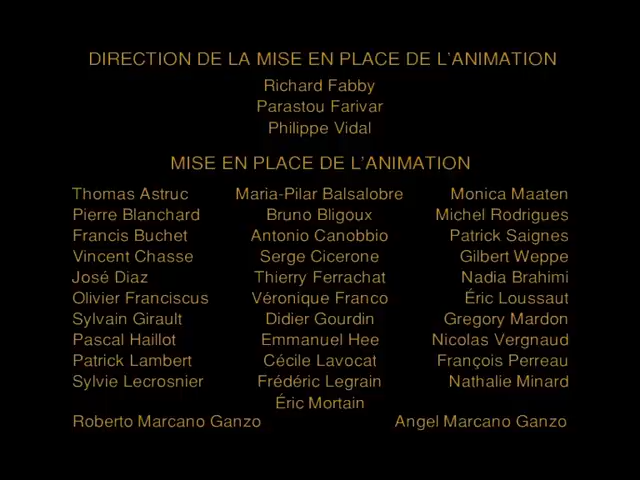 DIRECTION DE LA MISE EN PLACE DE L'ANIMATION
Richard Fabby
Parastou Farivar
Philippe Vidal
MISE EN PLACE DE L'ANIMATION
Thomas Astruc Maria-Pilar Balsalobre Monica Maaten
Pierre Blanchard Bruno Bligoux Michel Rodrigues
Francis Buchet Antonio Canobbio Patrick Saignes
Vincent Chasse Serge Cicerone Gilbert Weppe
José Diaz Thierry Ferrachat Nadia Brahimi
Olivier Franciscus Véronique Franco Éric Loussaut
Sylvain Girault Didier Gourdin Gregory Mardon
Pascal Haillot Emmanuel Hee Nicolas Vergnaud
Patrick Lambert Cécile Lavocat François Perreau
Sylvie Lecrosnier Frédéric Legrain Nathalie Minard
Éric Mortain
Roberto Marcano Ganzo Angel Marcano Ganzo